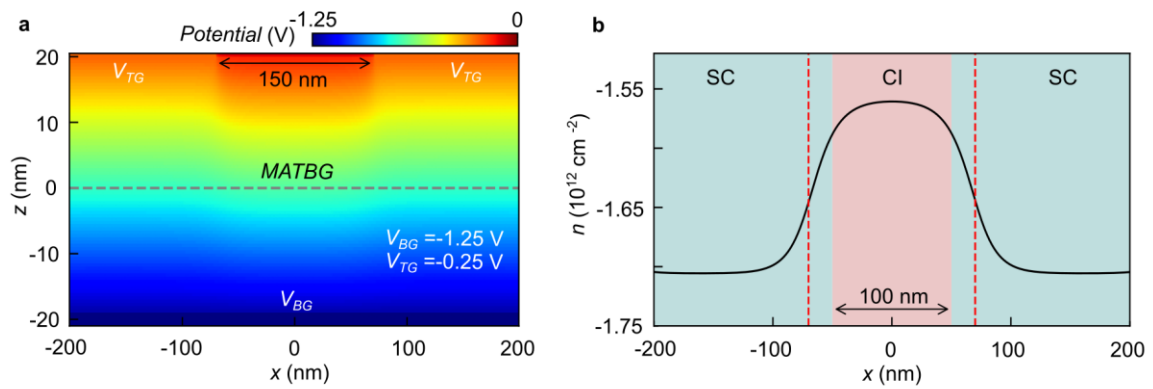 a
Potential (V)
-1.25
0
V_TG
150 nm
V_TG
MATBG
V_BG =-1.25 V
V_TG =-0.25 V
V_BG
20
10
0
-10
-20
z (nm)
-200
-100
0
100
200
x (nm)
b
SC
CI
SC
100 nm
-1.55
-1.65
-1.75
n (10^12 cm^-2)
-200
-100
0
100
200
x (nm)